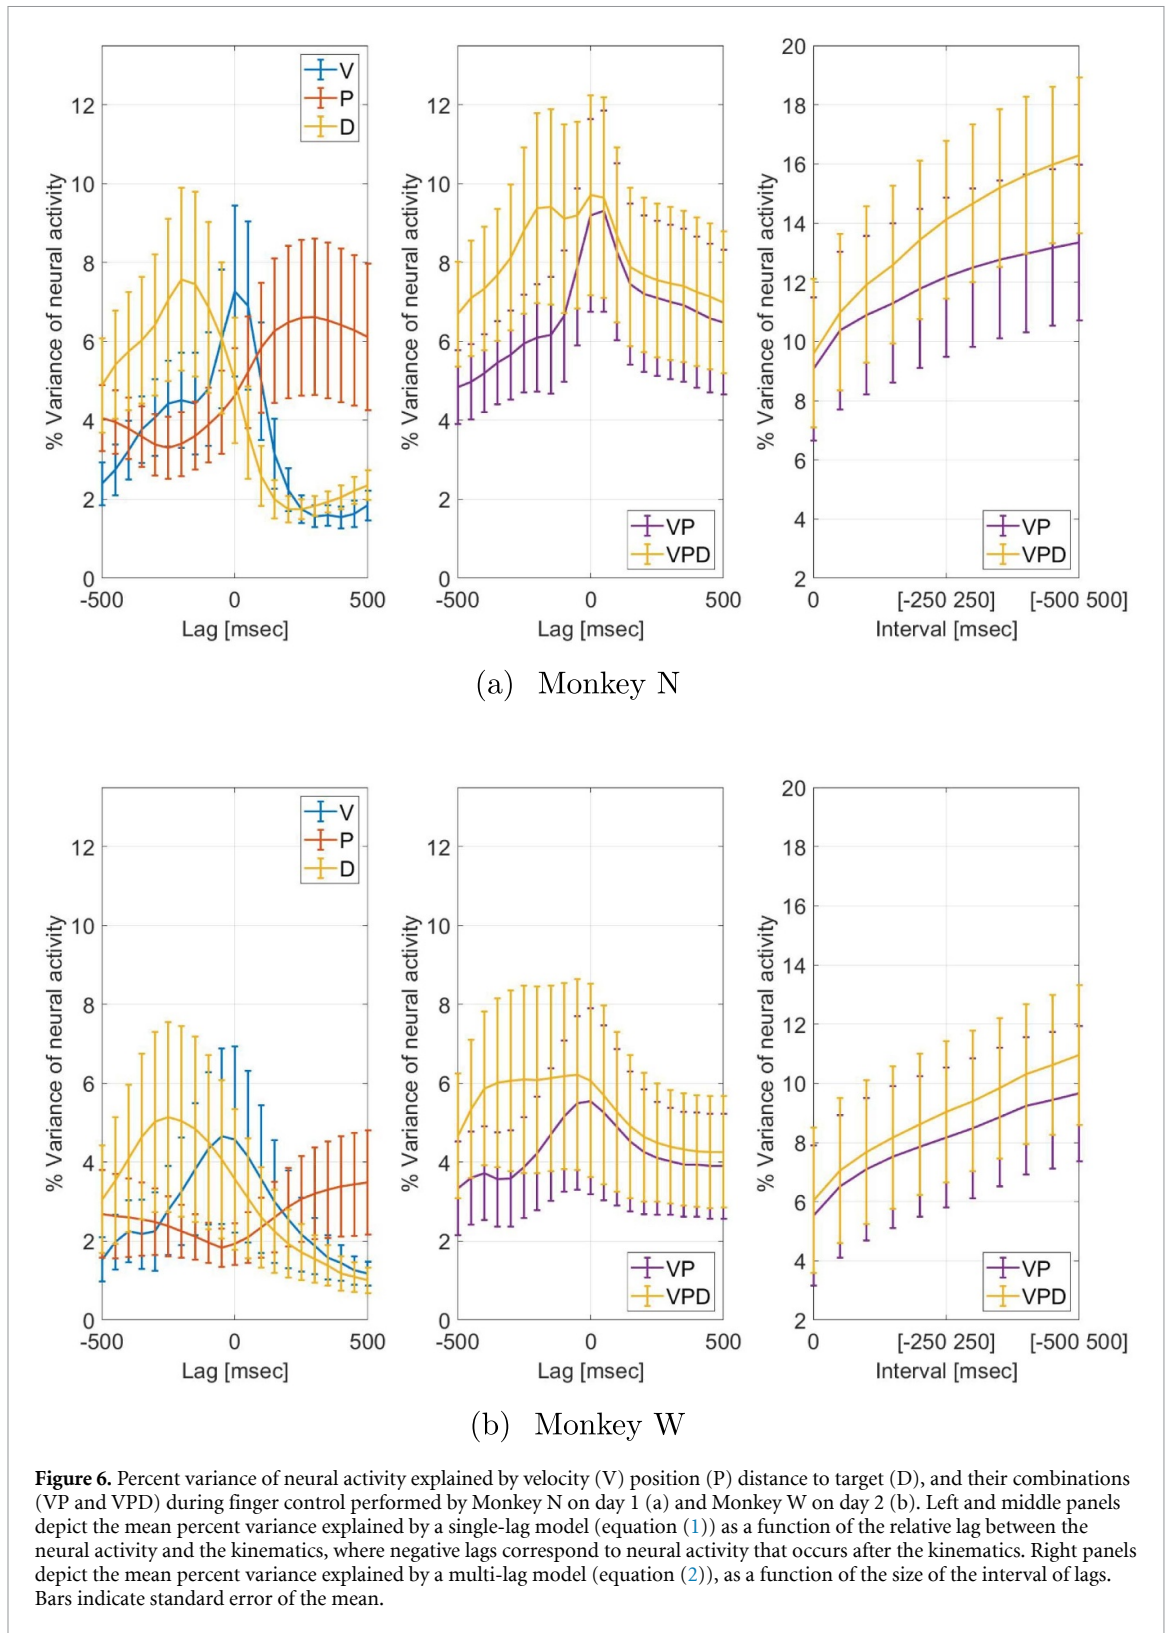 V
P
D
12
10
8
6
4
2
0
% Variance of neural activity
-500 0 500
Lag [msec]
12
10
8
6
4
2
0
% Variance of neural activity
VP
VPD
-500 0 500
Lag [msec]
20
18
16
14
12
10
8
6
4
2
% Variance of neural activity
VP
VPD
0 [-250 250] [-500 500]
Interval [msec]
(a) Monkey N
V
P
D
12
10
8
6
4
2
0
% Variance of neural activity
-500 0 500
Lag [msec]
12
10
8
6
4
2
0
% Variance of neural activity
VP
VPD
-500 0 500
Lag [msec]
20
18
16
14
12
10
8
6
4
2
% Variance of neural activity
VP
VPD
0 [-250 250] [-500 500]
Interval [msec]
(b) Monkey W
Figure 6. Percent variance of neural activity explained by velocity (V) position (P) distance to target (D), and their combinations
(VP and VPD) during finger control performed by Monkey N on day 1 (a) and Monkey W on day 2 (b). Left and middle panels
depict the mean percent variance explained by a single-lag model (equation (1)) as a function of the relative lag between the
neural activity and the kinematics, where negative lags correspond to neural activity that occurs after the kinematics. Right panels
depict the mean percent variance explained by a multi-lag model (equation (2)), as a function of the size of the interval of lags.
Bars indicate standard error of the mean.